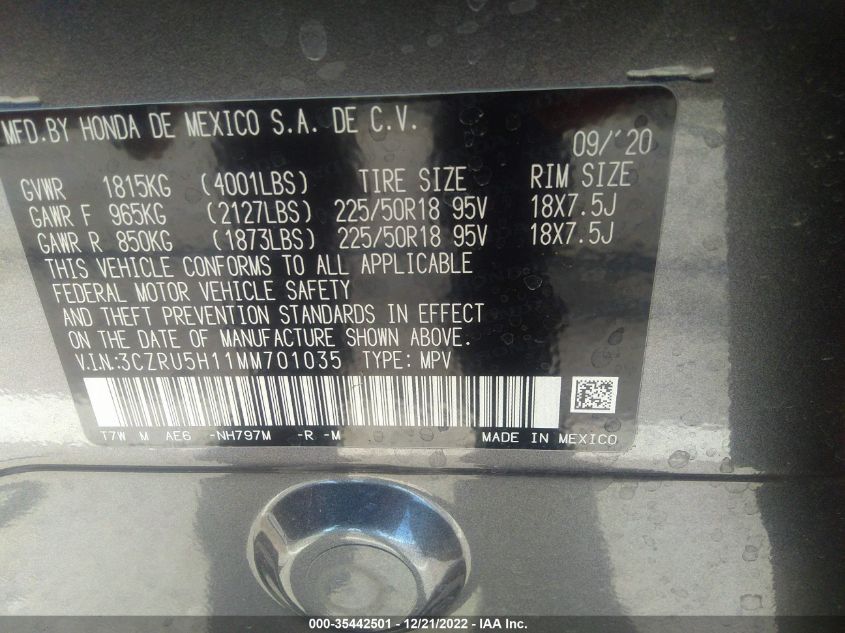 MFD.BY HONDA DE MEXICO S.A. DE C.V.
09/'20
GVWR 1815KG (4001LBS) TIRE SIZE RIM SIZE
GAWR F 965KG (2127LBS) 225/50R18 95V 18X7.5J
GAWR R 850KG (1873LBS) 225/50R18 95V 18X7.5J
THIS VEHICLE CONFORMS TO ALL APPLICABLE
FEDERAL MOTOR VEHICLE SAFETY
AND THEFT PREVENTION STANDARDS IN EFFECT
ON THE DATE OF MANUFACTURE SHOWN ABOVE.
V.I.N:3CZRU5H11MM701035 TYPE: MPV
T7W M AE6 -NH797M -R -M MADE IN MEXICO
000-35442501 - 12/21/2022 - IAA Inc.